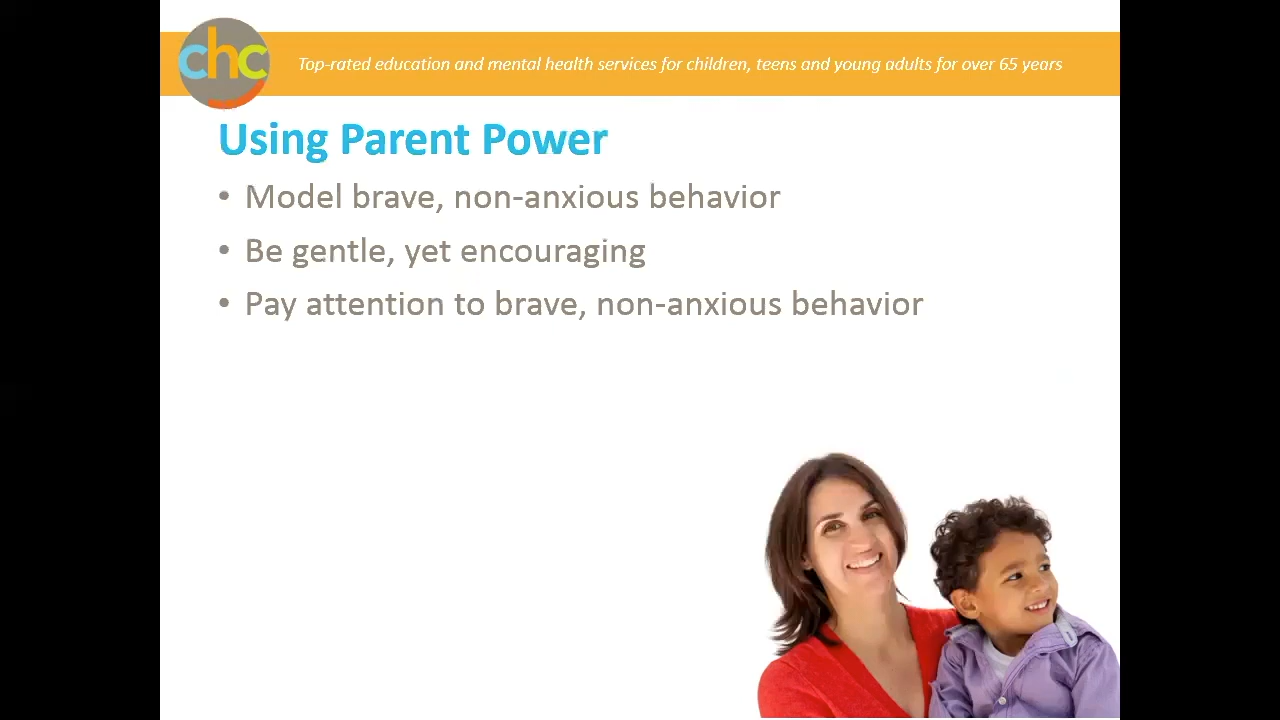 chc
Top-rated education and mental health services for children, teens and young adults for over 65 years
Using Parent Power
• Model brave, non-anxious behavior
• Be gentle, yet encouraging
• Pay attention to brave, non-anxious behavior